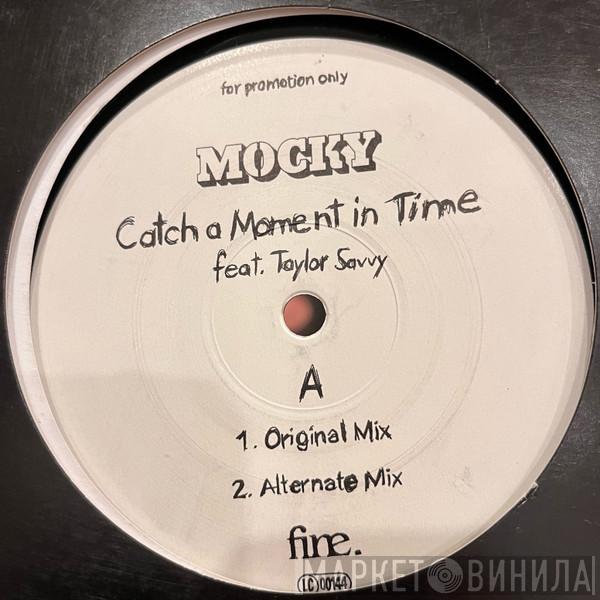 for promotion only
MOCKY
Catch a Moment in Time
feat. Taylor Savvy
A
1. Original Mix
2. Alternate Mix
fine.
LC 00144
МАРКЕТ ВИНИЛА